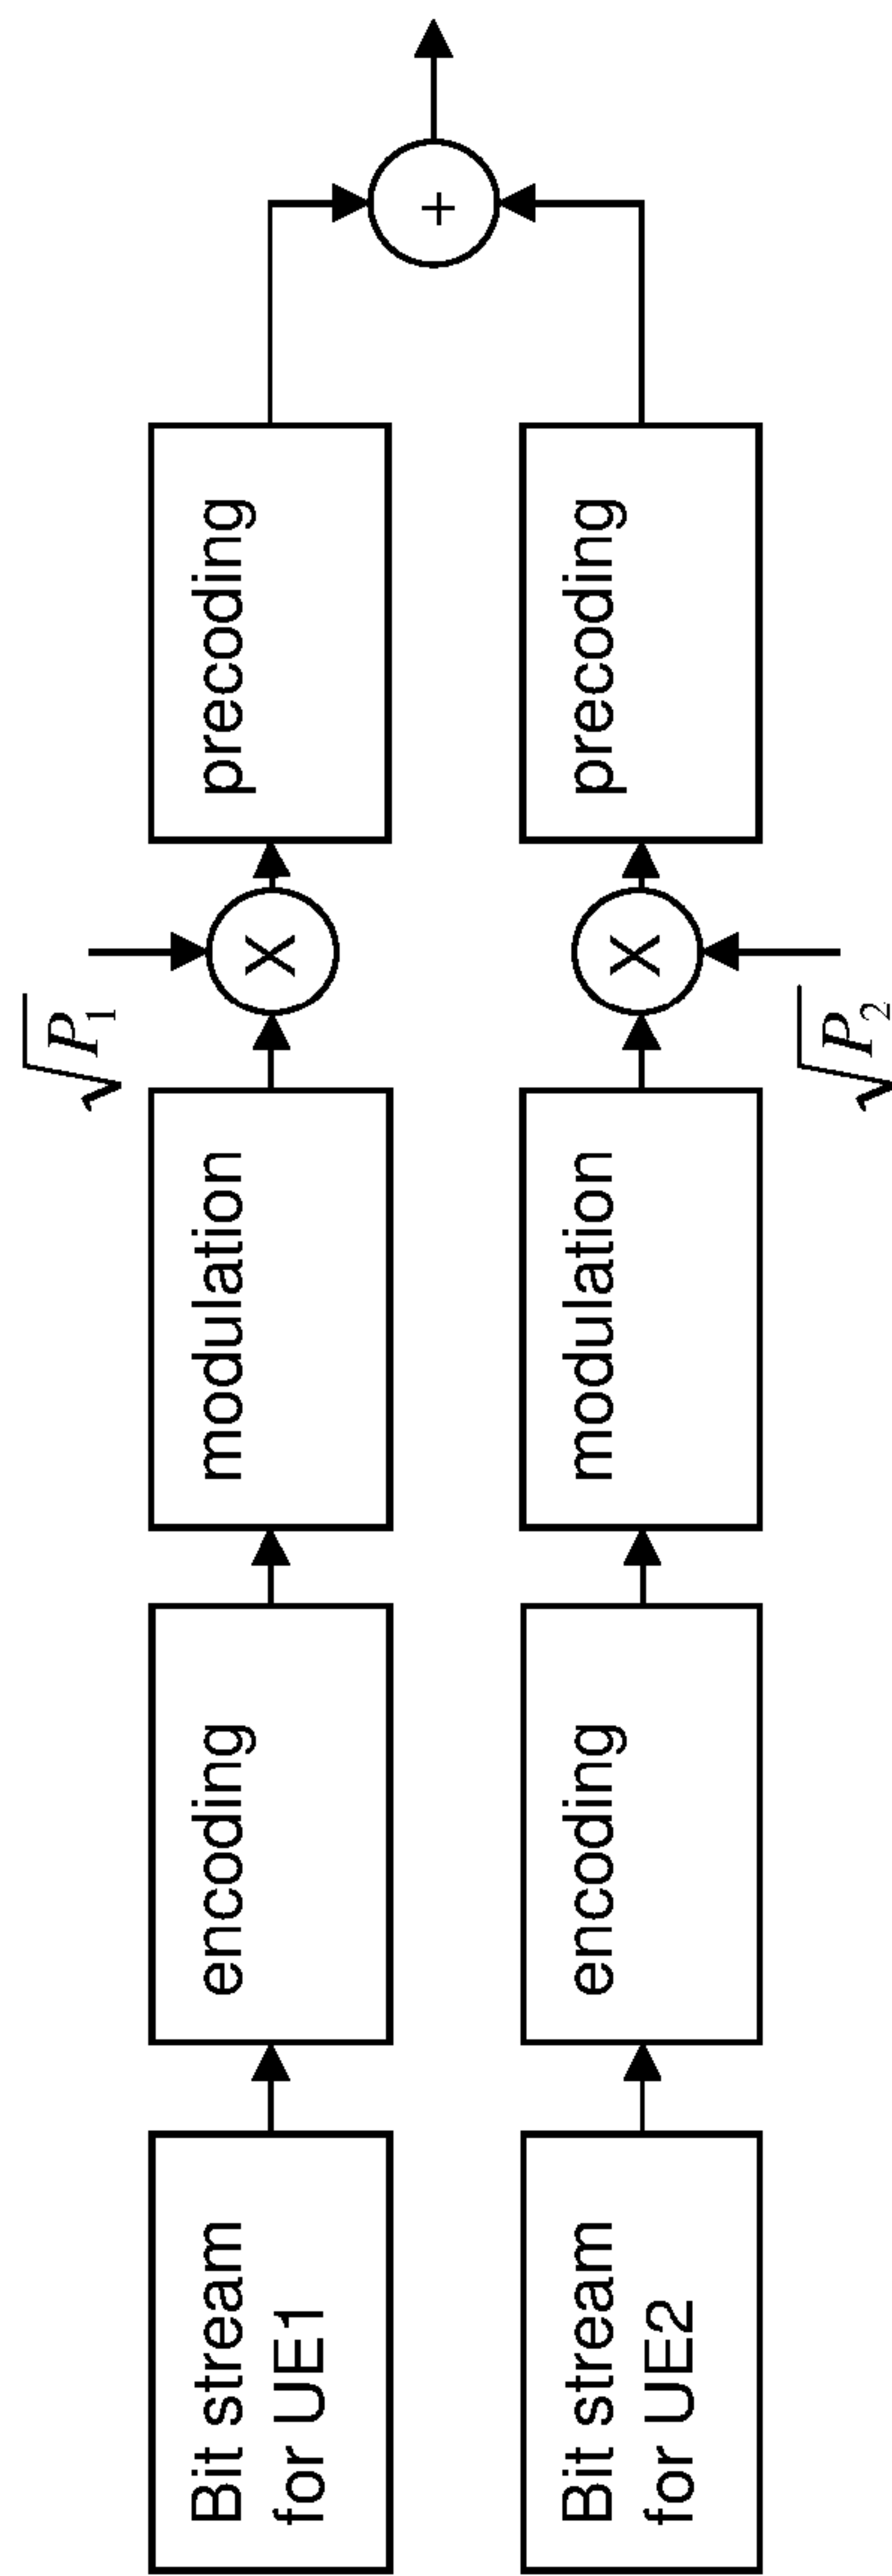 Bit stream
for UE1
encoding
modulation
√P₁
X
precoding
+
Bit stream
for UE2
encoding
modulation
√P₂
X
precoding